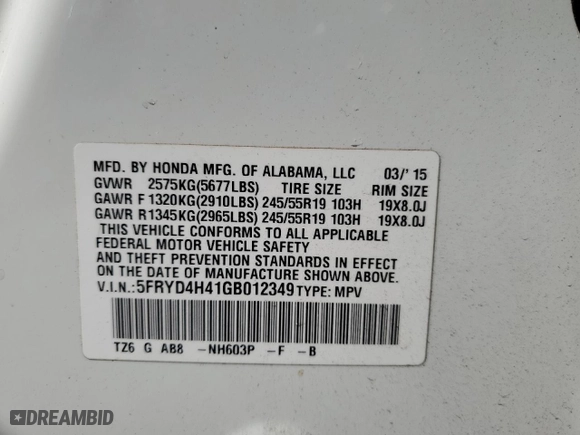 MFD. BY HONDA MFG. OF ALABAMA, LLC 03/'15
GVWR 2575KG(5677LBS) TIRE SIZE RIM SIZE
GAWR F 1320KG(2910LBS) 245/55R19 103H 19X8.0J
GAWR R 1345KG(2965LBS) 245/55R19 103H 19X8.0J
THIS VEHICLE CONFORMS TO ALL APPLICABLE
FEDERAL MOTOR VEHICLE SAFETY
AND THEFT PREVENTION STANDARDS IN EFFECT
ON THE DATE OF MANUFACTURE SHOWN ABOVE.
V.I.N.:5FRYD4H41GB012349 TYPE: MPV
TZ6 G AB8 -NH603P -F -B
DREAMBID